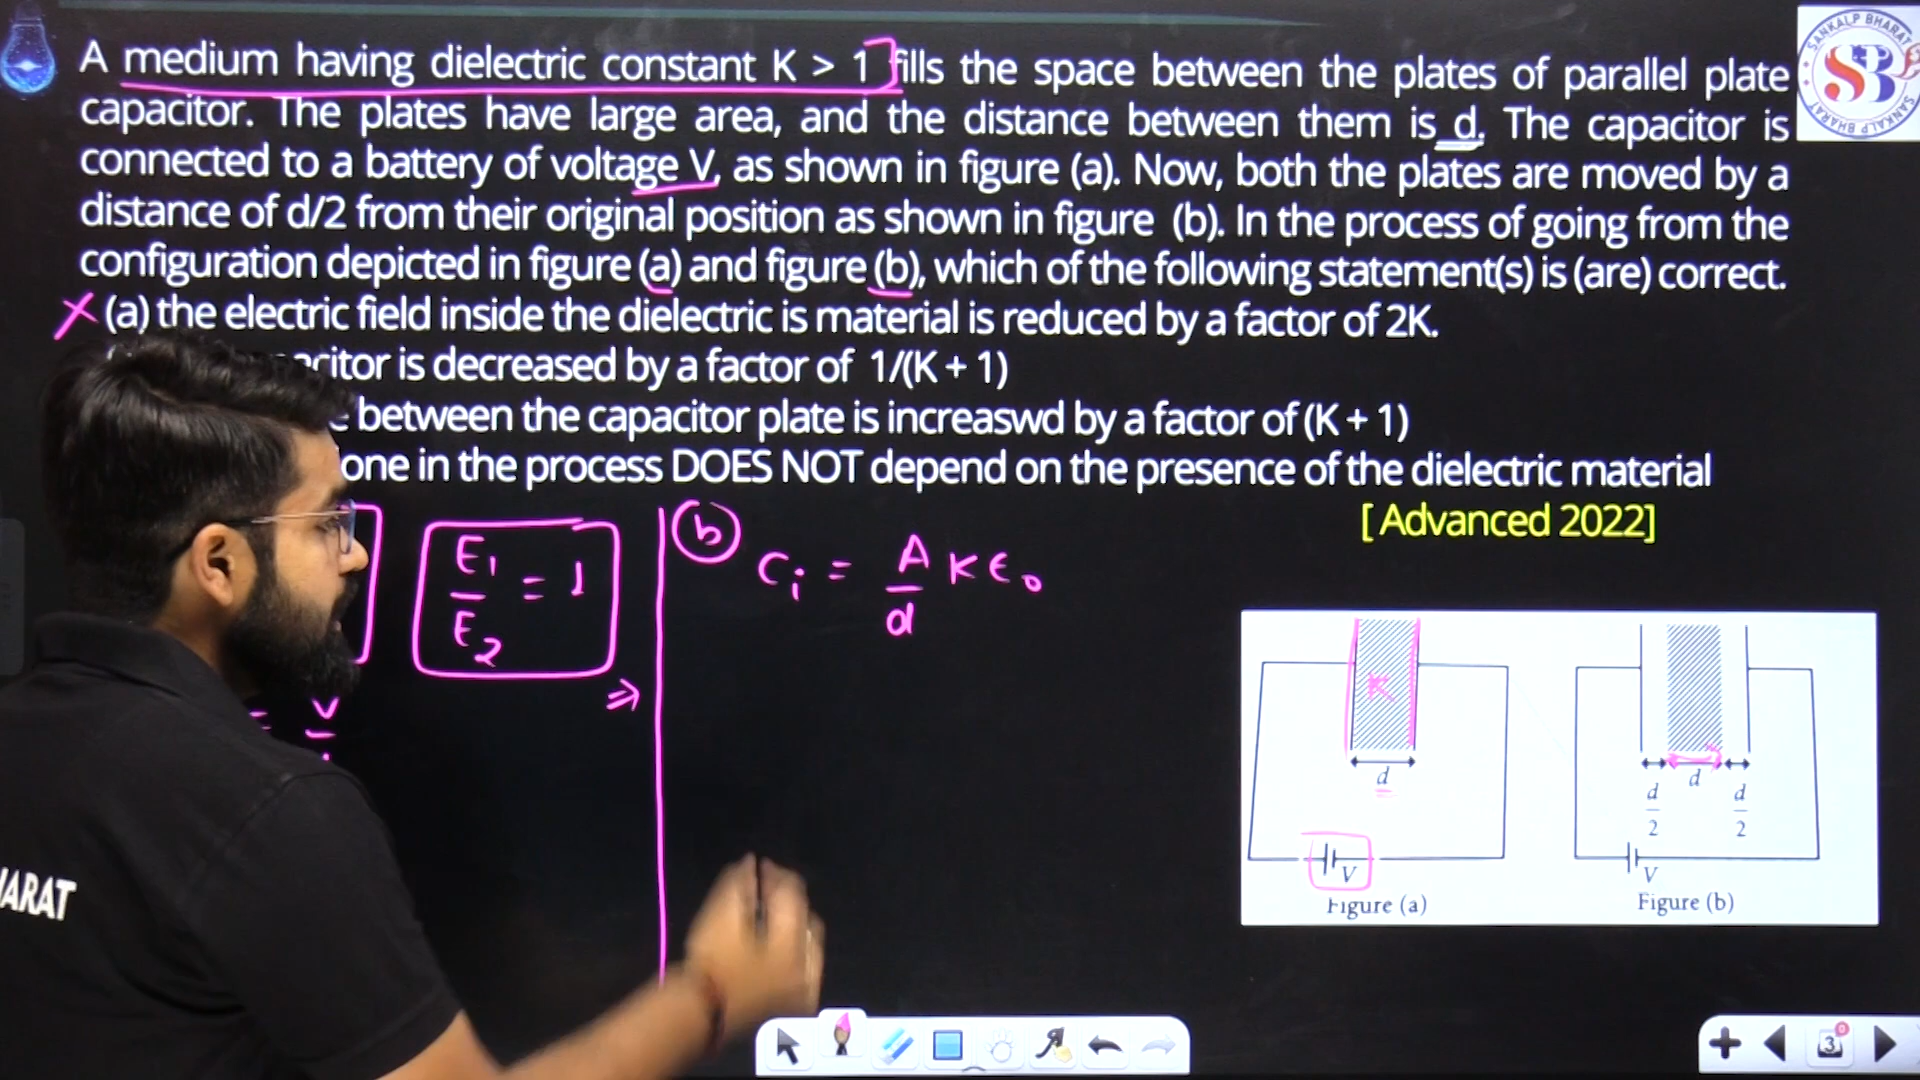 A medium having dielectric constant K > 1 fills the space between the plates of parallel plate
capacitor. The plates have large area, and the distance between them is d. The capacitor is
connected to a battery of voltage V, as shown in figure (a). Now, both the plates are moved by a
distance of d/2 from their original position as shown in figure (b). In the process of going from the
configuration depicted in figure (a) and figure (b), which of the following statement(s) is (are) correct.
(a) the electric field inside the dielectric is material is reduced by a factor of 2K.
citor is decreased by a factor of 1/(K + 1)
between the capacitor plate is increaswd by a factor of (K + 1)
one in the process DOES NOT depend on the presence of the dielectric material
[ Advanced 2022]
E1
E2
= 1
⇒
= V
(b)
Ci = A/d K ε0
K
d
V
Figure (a)
d/2
d
d/2
V
Figure (b)
SANKALP BHARAT
SB
SANKALP BHARAT
HARAT
3
0